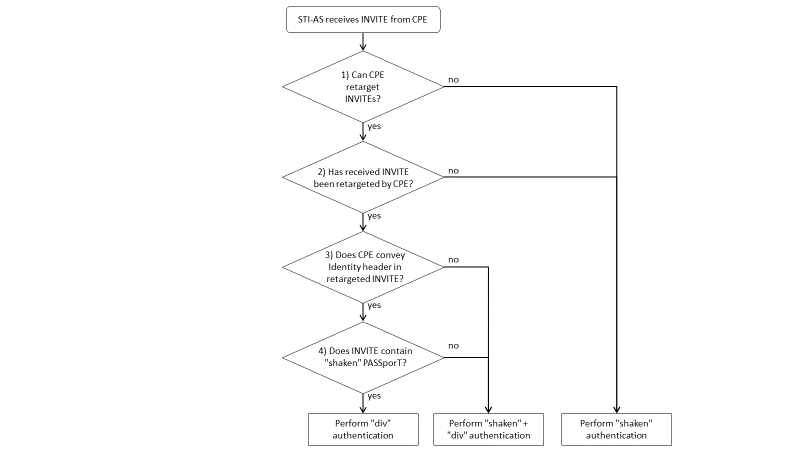 STI-AS receives INVITE from CPE
1) Can CPE
retarget
INVITEs?
no
yes
2) Has received INVITE
been retargeted by CPE?
no
yes
3) Does CPE convey
Identity header in
retargeted INVITE?
no
yes
4) Does INVITE contain
"shaken" PASSporT?
no
yes
Perform "div"
authentication
Perform "shaken" +
"div" authentication
Perform "shaken"
authentication